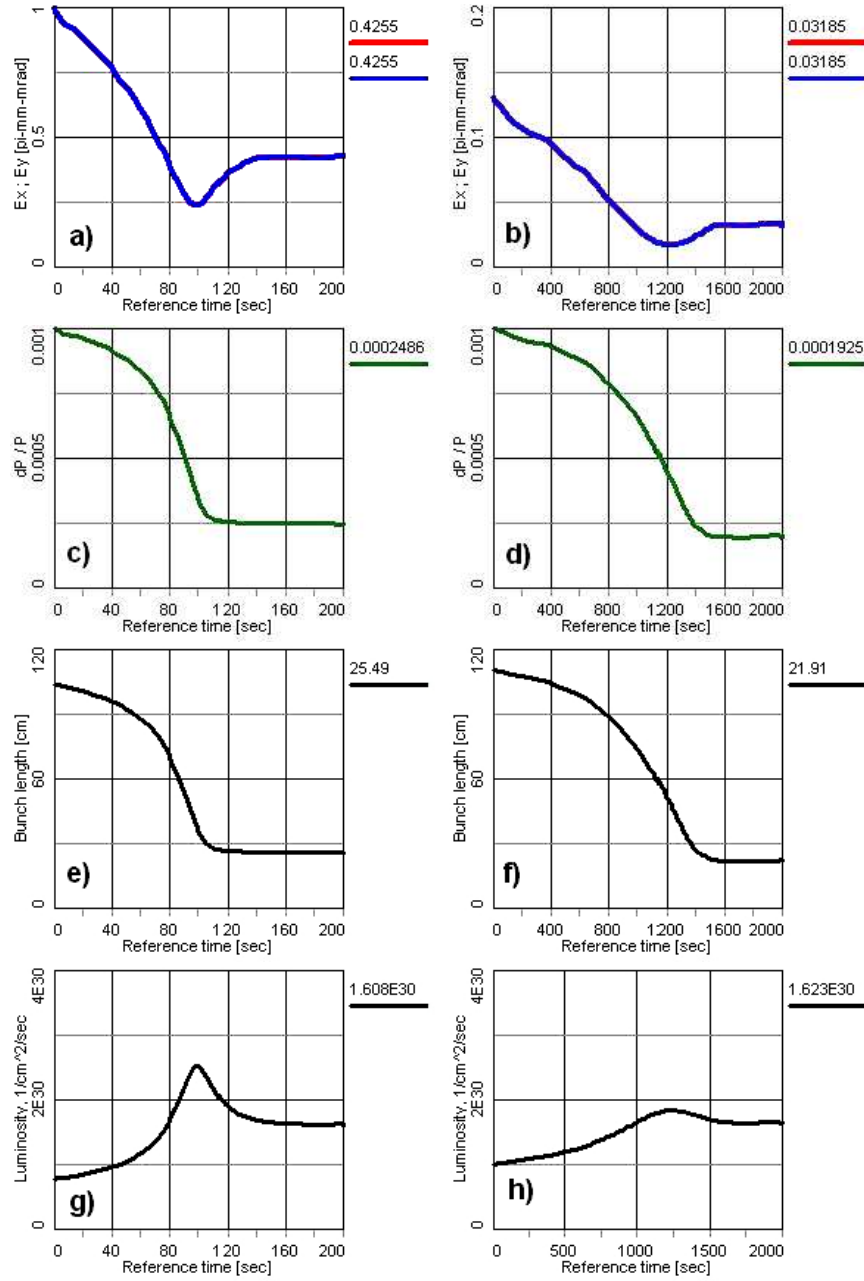 Ex ; Ey [pi-mm-mrad]
1
0.5
0
a)
0 40 80 120 160 200
Reference time [sec]
0.4255
0.4255
Ex ; Ey [pi-mm-mrad]
0.2
0.1
0
b)
0 400 800 1200 1600 2000
Reference time [sec]
0.03185
0.03185
dP / P
0.001
0.0005
0
c)
0 40 80 120 160 200
Reference time [sec]
0.0002486
dP / P
0.001
0.0005
0
d)
0 400 800 1200 1600 2000
Reference time [sec]
0.0001925
Bunch length [cm]
120
60
0
e)
0 40 80 120 160 200
Reference time [sec]
25.49
Bunch length [cm]
120
60
0
f)
0 400 800 1200 1600 2000
Reference time [sec]
21.91
Luminosity, 1/cm^2/sec
4E30
2E30
0
g)
0 40 80 120 160 200
Reference time [sec]
1.608E30
Luminosity, 1/cm^2/sec
4E30
2E30
0
h)
0 500 1000 1500 2000
Reference time [sec]
1.623E30